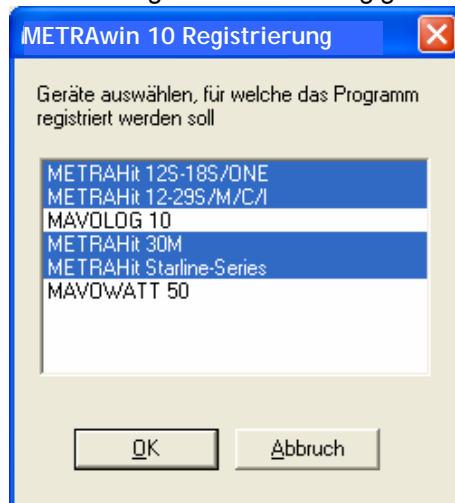 METRAwin 10 Registrierung
Geräte auswählen, für welche das Programm
registriert werden soll
METRAHit 12S-18S/ONE
METRAHit 12-29S/M/C/I
MAVOLOG 10
METRAHit 30M
METRAHit Starline-Series
MAVOWATT 50
OK
Abbruch